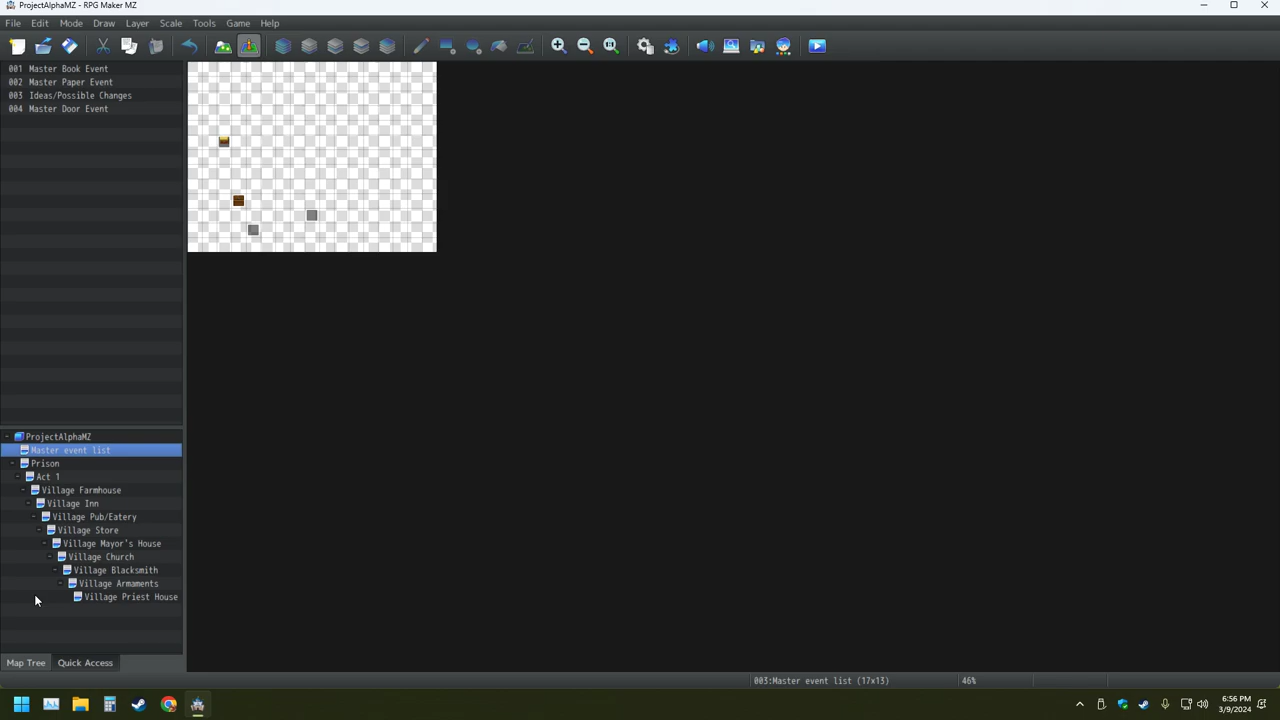 ProjectAlphaMZ - RPG Maker MZ
File Edit Mode Draw Layer Scale Tools Game Help
001 Master Book Event
002 Master Paper Event
003 Ideas/Possible Changes
004 Master Door Event
ProjectAlphaMZ
Master event list
Prison
Act 1
Village Farmhouse
Village Inn
Village Pub/Eatery
Village Store
Village Mayor's House
Village Church
Village Blacksmith
Village Armaments
Village Priest House
Map Tree Quick Access
003:Master event list (17x13) 46%
6:56 PM
3/9/2024